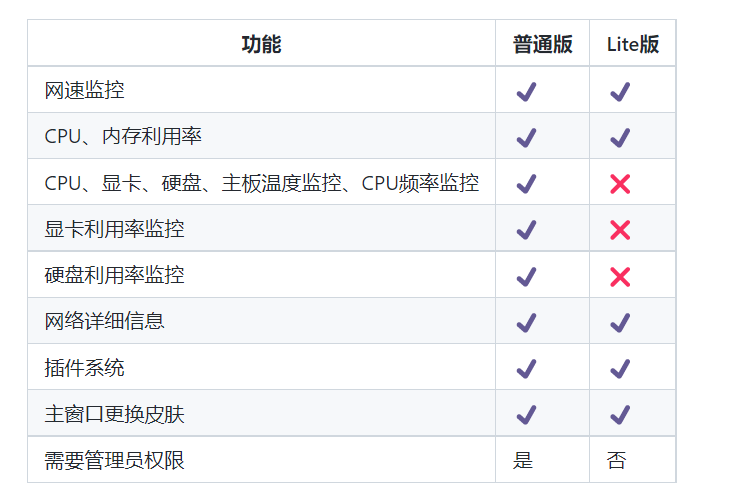 功能 普通版 Lite版
网速监控 ✔ ✔
CPU、内存利用率 ✔ ✔
CPU、显卡、硬盘、主板温度监控、CPU频率监控 ✔ ❌
显卡利用率监控 ✔ ❌
硬盘利用率监控 ✔ ❌
网络详细信息 ✔ ✔
插件系统 ✔ ✔
主窗口更换皮肤 ✔ ✔
需要管理员权限 是 否